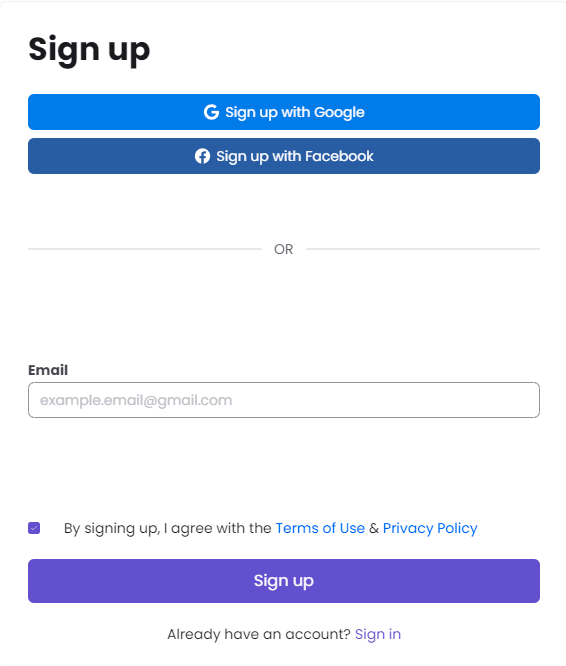 Sign up
Sign up with Google
Sign up with Facebook
OR
Email
example.email@gmail.com
By signing up, I agree with the Terms of Use & Privacy Policy
Sign up
Already have an account? Sign in